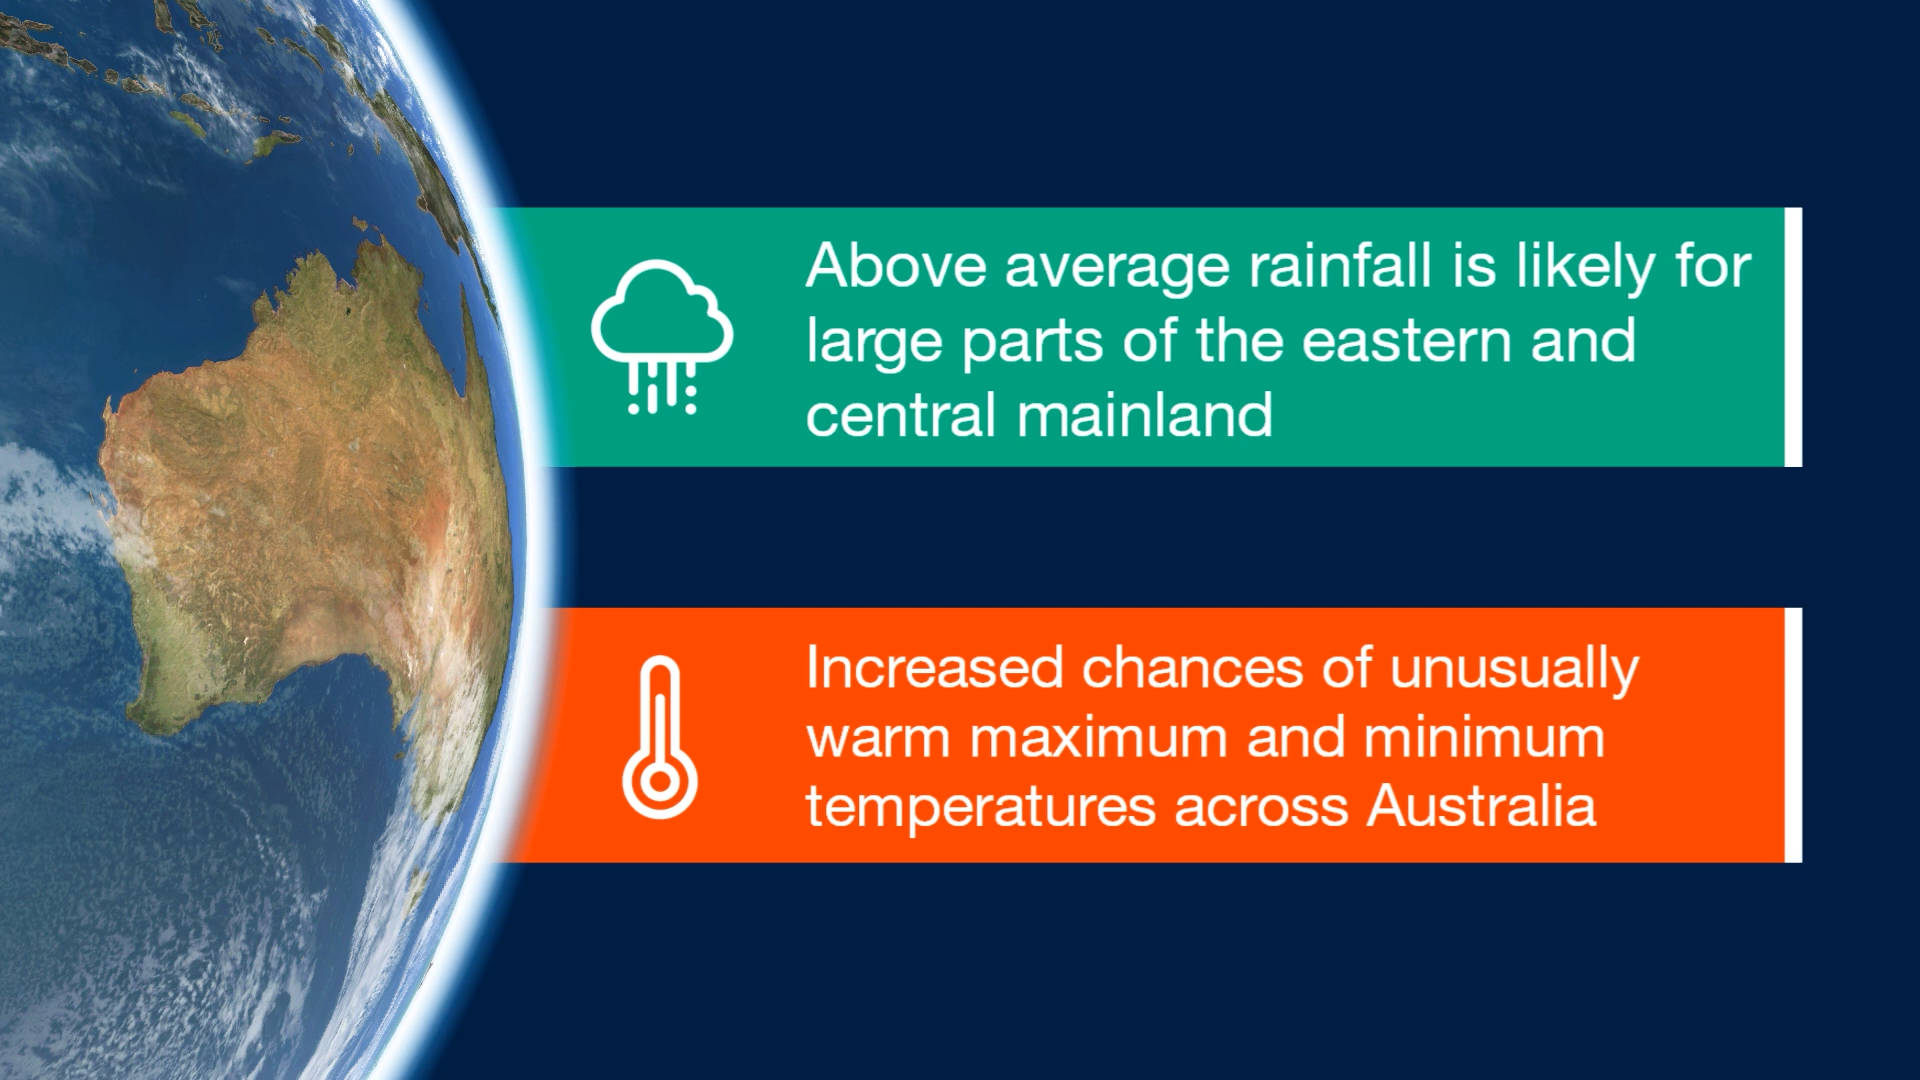 Above average rainfall is likely for
large parts of the eastern and
central mainland
Increased chances of unusually
warm maximum and minimum
temperatures across Australia